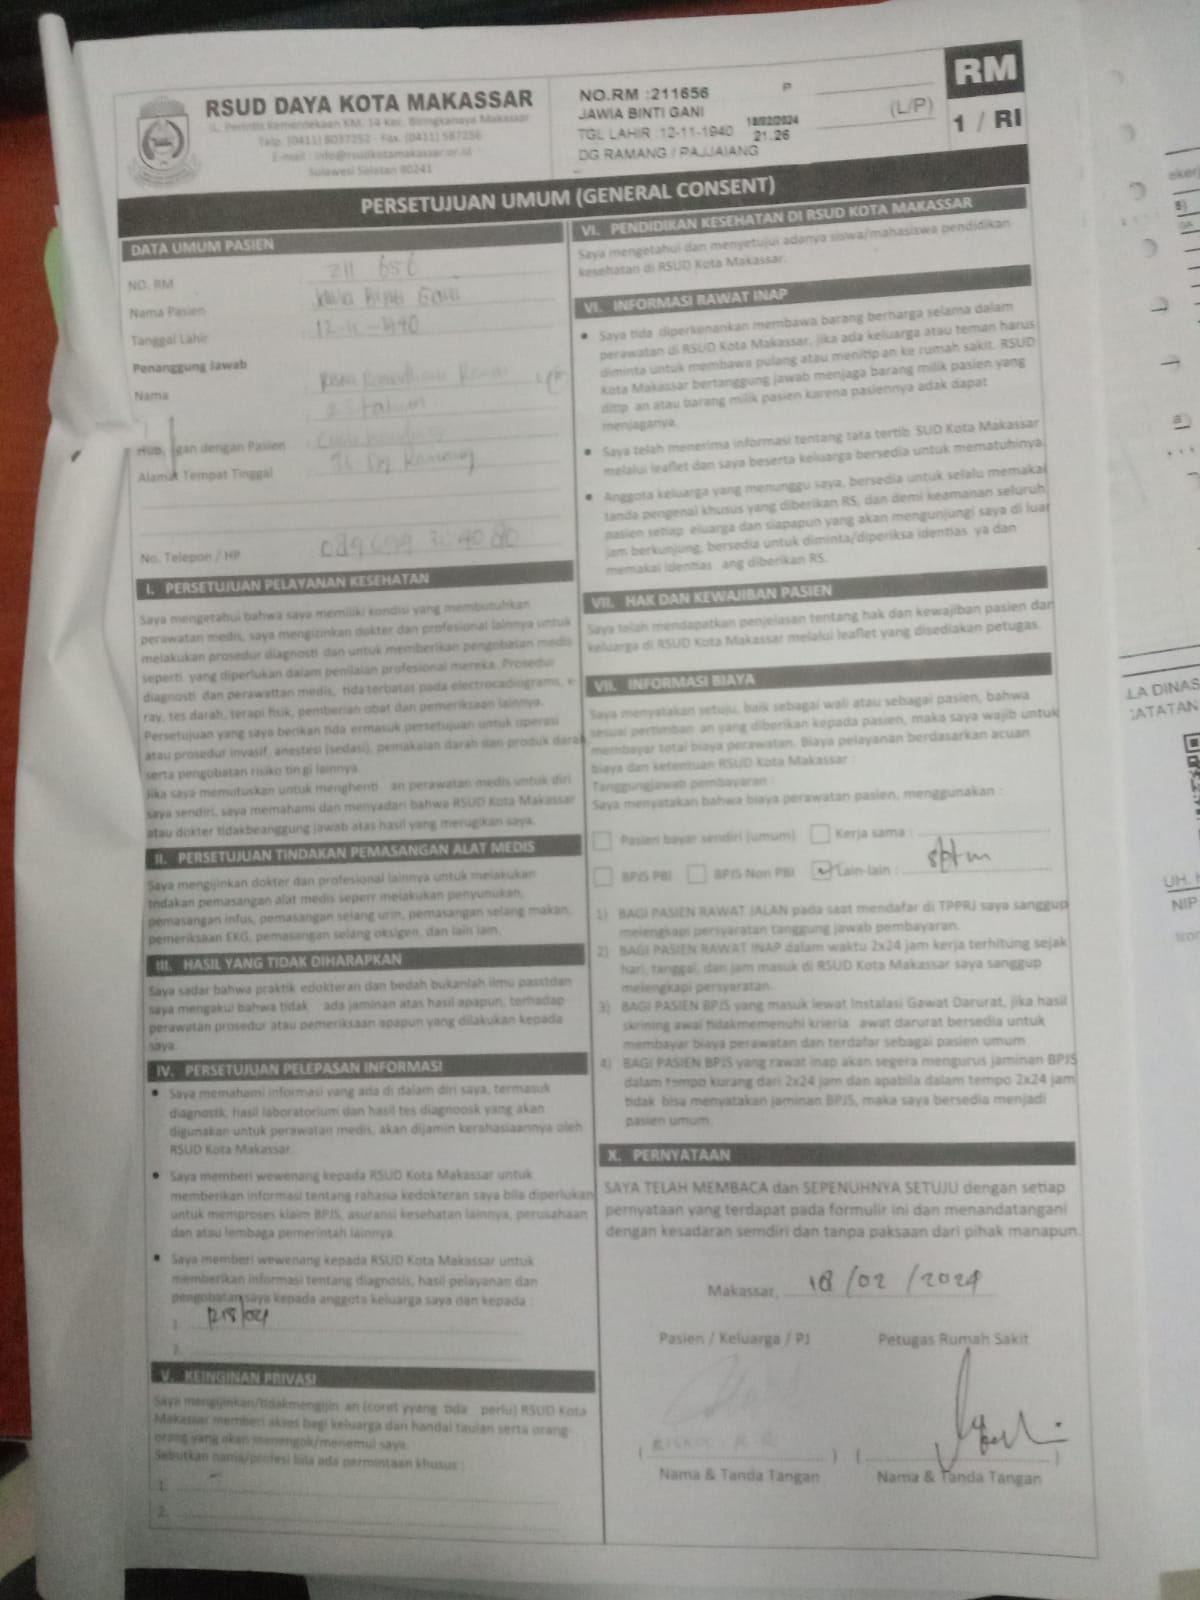 RSUD DAYA KOTA MAKASSAR
JL. Perintis Kemerdekaan KM. 14 Kec. Biringkanaya Makassar
Telp. (0411) 8037252 - Fax. (0411) 587256
E-mail : info@rsudkotamakassar.or.id
Sulawesi Selatan 90241
NO.RM :211656 P
JAWIA BINTI GANI (L/P)
TGL LAHIR :12-11-1940 18/02/2024
21.26
DG RAMANG / PAJJAIANG
RM
1 / RI
PERSETUJUAN UMUM (GENERAL CONSENT)
DATA UMUM PASIEN
NO. RM 211 656
Nama Pasien Binti Gani
Tanggal Lahir 12-11-1940
Penanggung Jawab
Nama
23 tahun
Hub. gan dengan Pasien
Alamat Tempat Tinggal Jl Dg Ramang
No. Telepon / HP
I. PERSETUJUAN PELAYANAN KESEHATAN
Saya mengetahui bahwa saya memiliki kondisi yang membutuhkan
perawatan medis, saya mengizinkan dokter dan profesional lainnya untuk
melakukan prosedur diagnosti dan untuk memberikan pengobatan medis
seperti yang diperlukan dalam penilaian profesional mereka. Prosedur
diagnosti dan perawattan medis, tida terbatas pada electrocadiograms, x-
ray, tes darah, terapi fisik, pemberian obat dan pemeriksaan lainnya.
Persetujuan yang saya berikan tida ermasuk persetujuan untuk operasi
atau prosedur invasif, anestesi (sedasi), pemakaian darah dan produk darah
serta pengobatan risiko tin gi lainnya.
Jika saya memutuskan untuk menghenti an perawatan medis untuk diri
saya sendiri, saya memahami dan menyadari bahwa RSUD Kota Makassar
atau dokter tidakbeanggung jawab atas hasil yang merugikan saya.
II. PERSETUJUAN TINDAKAN PEMASANGAN ALAT MEDIS
Saya mengijinkan dokter dan profesional lainnya untuk melakukan
tndakan pemasangan alat medis seperr melakukan penyunukan,
pemasangan infus, pemasangan selang urin, pemasangan selang makan,
pemeriksaan EKG, pemasangan selang oksigen, dan lain lain.
III. HASIL YANG TIDAK DIHARAPKAN
Saya sadar bahwa praktik edokteran dan bedah bukanlah ilmu passtdan
saya mengakui bahwa tidak ada jaminan atas hasil apapun, terhadap
perawatan prosedur atau pemeriksaan apapun yang dilakukan kepada
saya.
IV. PERSETUJUAN PELEPASAN INFORMASI
• Saya memahami informasi yang ada di dalam diri saya, termasuk
diagnostk, hasil laboratorium dan hasil tes diagnoosk yang akan
digunakan untuk perawatan medis, akan dijamin kerahasiaannya oleh
RSUD Kota Makassar.
• Saya memberi wewenang kepada RSUD Kota Makassar untuk
memberikan informasi tentang rahasia kedokteran saya bila diperlukan
untuk memproses klaim BPJS, asuransi kesehatan lainnya, perusahaan
dan atau lembaga pemerintah lainnya.
• Saya memberi wewenang kepada RSUD Kota Makassar untuk
memberikan informasi tentang diagnosis, hasil pelayanan dan
pengobatan saya kepada anggota keluarga saya dan kepada :
1.
2.
V. KEINGINAN PRIVASI
Saya mengijinkan/tidakmengijin an (coret yyang tida perlu) RSUD Kota
Makassar memberi akses bagi keluarga dan handai taulan serta orang-
orang yang akan menengok/menemui saya.
Sebutkan nama/profesi bila ada permintaan khusus :
1.
2.
VI. PENDIDIKAN KESEHATAN DI RSUD KOTA MAKASSAR
Saya mengetahui dan menyetujui adanya siswa/mahasiswa pendidikan
kesehatan di RSUD Kota Makassar.
VI. INFORMASI RAWAT INAP
• Saya tida diperkenankan membawa barang berharga selama dalam
perawatan di RSUD Kota Makassar, jika ada keluarga atau teman harus
diminta untuk membawa pulang atau menitip an ke rumah sakit. RSUD
Kota Makassar bertanggung jawab menjaga barang milik pasien yang
ditip an atau barang milik pasien karena pasiennya adak dapat
menjaganya.
• Saya telah menerima informasi tentang tata tertib SUD Kota Makassar
melalui leaflet dan saya beserta keluarga bersedia untuk mematuhinya
• Anggota keluarga yang menunggu saya, bersedia untuk selalu memakai
tanda pengenal khusus yang diberikan RS, dan demi keamanan seluruh
pasien setiap eluarga dan siapapun yang akan mengunjungi saya di luar
jam berkunjung, bersedia untuk diminta/diperiksa identias ya dan
memakai identias ang diberikan RS.
VII. HAK DAN KEWAJIBAN PASIEN
Saya telah mendapatkan penjelasan tentang hak dan kewajiban pasien dan
keluarga di RSUD Kota Makassar melalui leaflet yang disediakan petugas.
VII. INFORMASI BIAYA
Saya menyatakan setuju, baik sebagai wali atau sebagai pasien, bahwa
sesuai pertimban an yang diberikan kepada pasien, maka saya wajib untuk
membayar total biaya perawatan. Biaya pelayanan berdasarkan acuan
biaya dan ketentuan RSUD Kota Makassar :
Tanggungjawab pembayaran :
Saya menyatakan bahwa biaya perawatan pasien, menggunakan :
Pasien bayar sendiri (umum) Kerja sama :
BPJS PBI BPJS Non PBI Lain-lain :
1) BAGI PASIEN RAWAT JALAN pada saat mendaftar di TPPRJ saya sanggup
melengkapi persyaratan tanggung jawab pembayaran.
2) BAGI PASIEN RAWAT INAP dalam waktu 2x24 jam kerja terhitung sejak
hari, tanggal, dan jam masuk di RSUD Kota Makassar saya sanggup
melengkapi persyaratan.
3) BAGI PASIEN BPJS yang masuk lewat Instalasi Gawat Darurat, jika hasil
skrining awal tidakmemenuhi krieria awat darurat bersedia untuk
membayar biaya perawatan dan terdafar sebagai pasien umum
4) BAGI PASIEN BPJS yang rawat inap akan segera mengurus jaminan BPJS
dalam tempo kurang dari 2x24 jam dan apabila dalam tempo 2x24 jam
tidak bisa menyatakan jaminan BPJS, maka saya bersedia menjadi
pasien umum.
X. PERNYATAAN
SAYA TELAH MEMBACA dan SEPENUHNYA SETUJU dengan setiap
pernyataan yang terdapat pada formulir ini dan menandatangani
dengan kesadaran semdiri dan tanpa paksaan dari pihak manapun.
Makassar, 18/02/2024
Pasien / Keluarga / PJ Petugas Rumah Sakit
Nama & Tanda Tangan Nama & Tanda Tangan
LA DINAS
CATATAN
UH. H
NIP